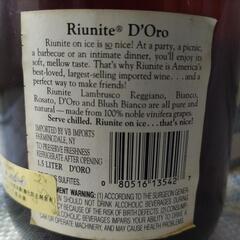 Riunite® D'Oro
Riunite on ice is so nice! At a party, a picnic,
a barbecue or an intimate dinner, you'll enjoy its
soft, mellow taste. That's why Riunite is America's
best-loved, largest-selling imported wine. . .and
Riunite Lambrusco Reggiano, Bianco,
Rosato, D'Oro and Blush Bianco are all pure and
natural—made from 100% noble vinifera grapes.
Serve chilled. Riunite on ice. . .that's nice!
IMPORTED BY VB IMPORTS
FARMINGDALE, NY
TO PRESERVE FRESHNESS
REFRIGERATE AFTER OPENING
1.5 LITER D'ORO
SULFITES.
0 80516 13542 7
GOVERNMENT WARNING: (1) ACCORDING TO THE SURGEON GENERAL
SHOULD NOT DRINK ALCOHOLIC BEVERAGES DURING
OF THE RISK OF BIRTH DEFECTS. (2) CONSUMPTION
ALCOHOLIC BEVERAGES IMPAIRS YOUR ABILITY TO DRIVE
OR OPERATE MACHINERY, AND MAY CAUSE HEALTH PROBLEMS